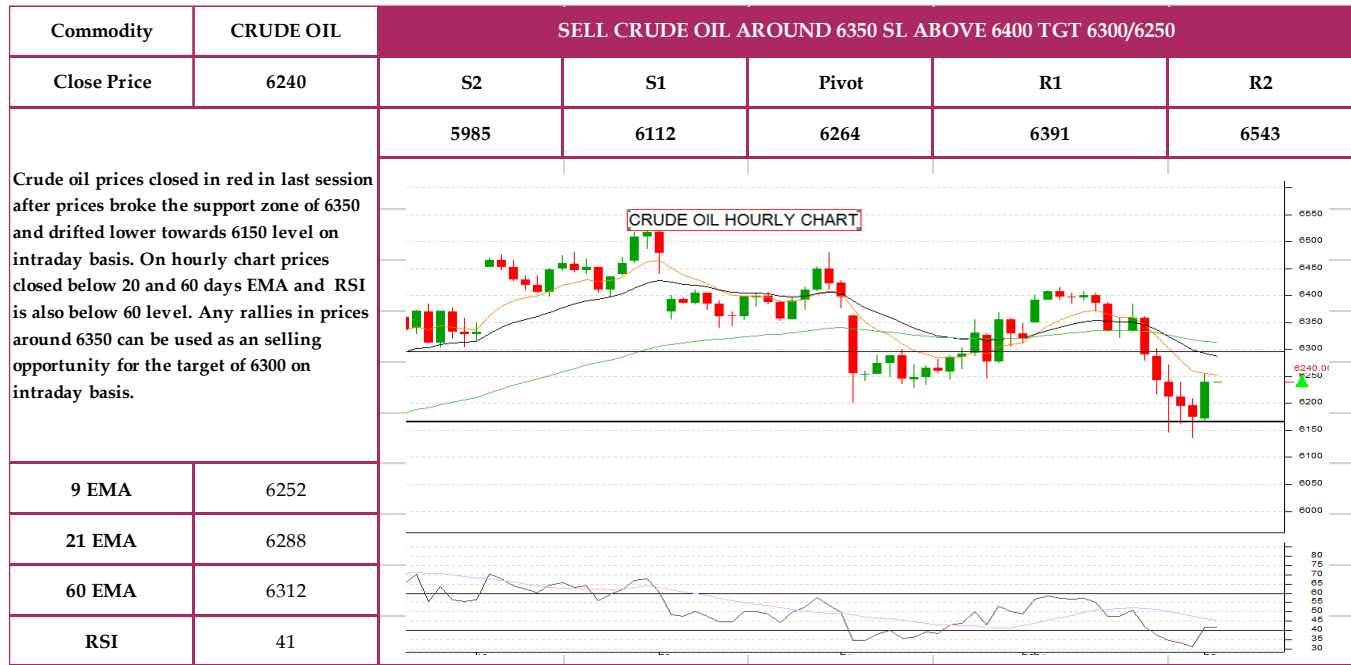 Commodity CRUDE OIL SELL CRUDE OIL AROUND 6350 SL ABOVE 6400 TGT 6300/6250
Close Price 6240 S2 S1 Pivot R1 R2
5985 6112 6264 6391 6543
Crude oil prices closed in red in last session
after prices broke the support zone of 6350
and drifted lower towards 6150 level on
intraday basis. On hourly chart prices
closed below 20 and 60 days EMA and RSI
is also below 60 level. Any rallies in prices
around 6350 can be used as an selling
opportunity for the target of 6300 on
intraday basis.
9 EMA 6252
21 EMA 6288
60 EMA 6312
RSI 41
CRUDE OIL HOURLY CHART
6550
6500
6450
6400
6350
6300
6240.00
6250
6200
6150
6100
6050
6000
80
75
70
65
60
55
50
45
40
35
30